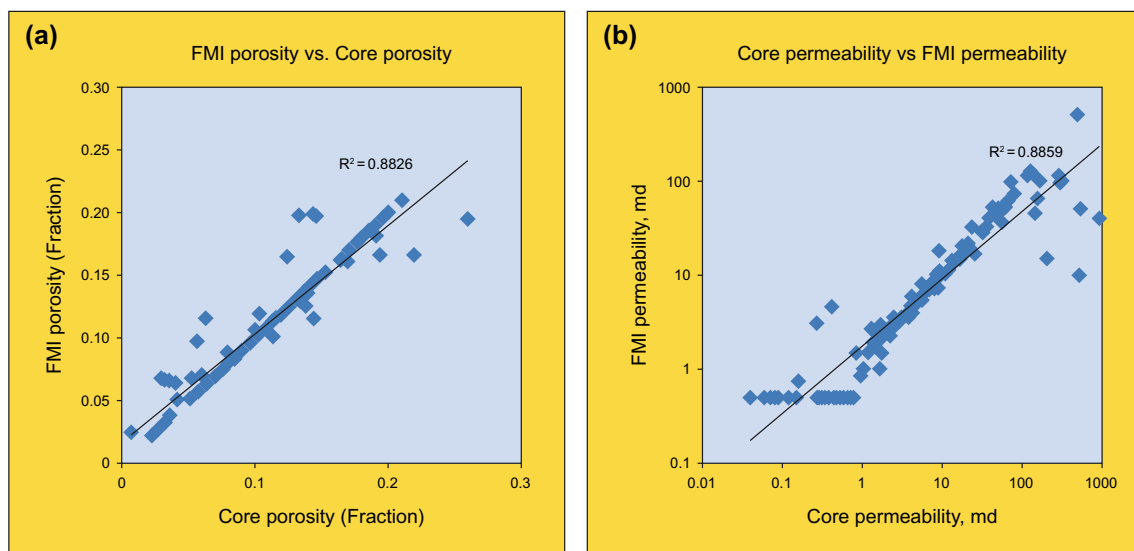 (a)
FMI porosity vs. Core porosity
0.30
0.25
0.20
0.15
0.10
0.05
0
FMI porosity (Fraction)
R² = 0.8826
0
0.1
0.2
0.3
Core porosity (Fraction)
(b)
Core permeability vs FMI permeability
1000
100
10
1
0.1
FMI permeability, md
R² = 0.8859
0.01
0.1
1
10
100
1000
Core permeability, md